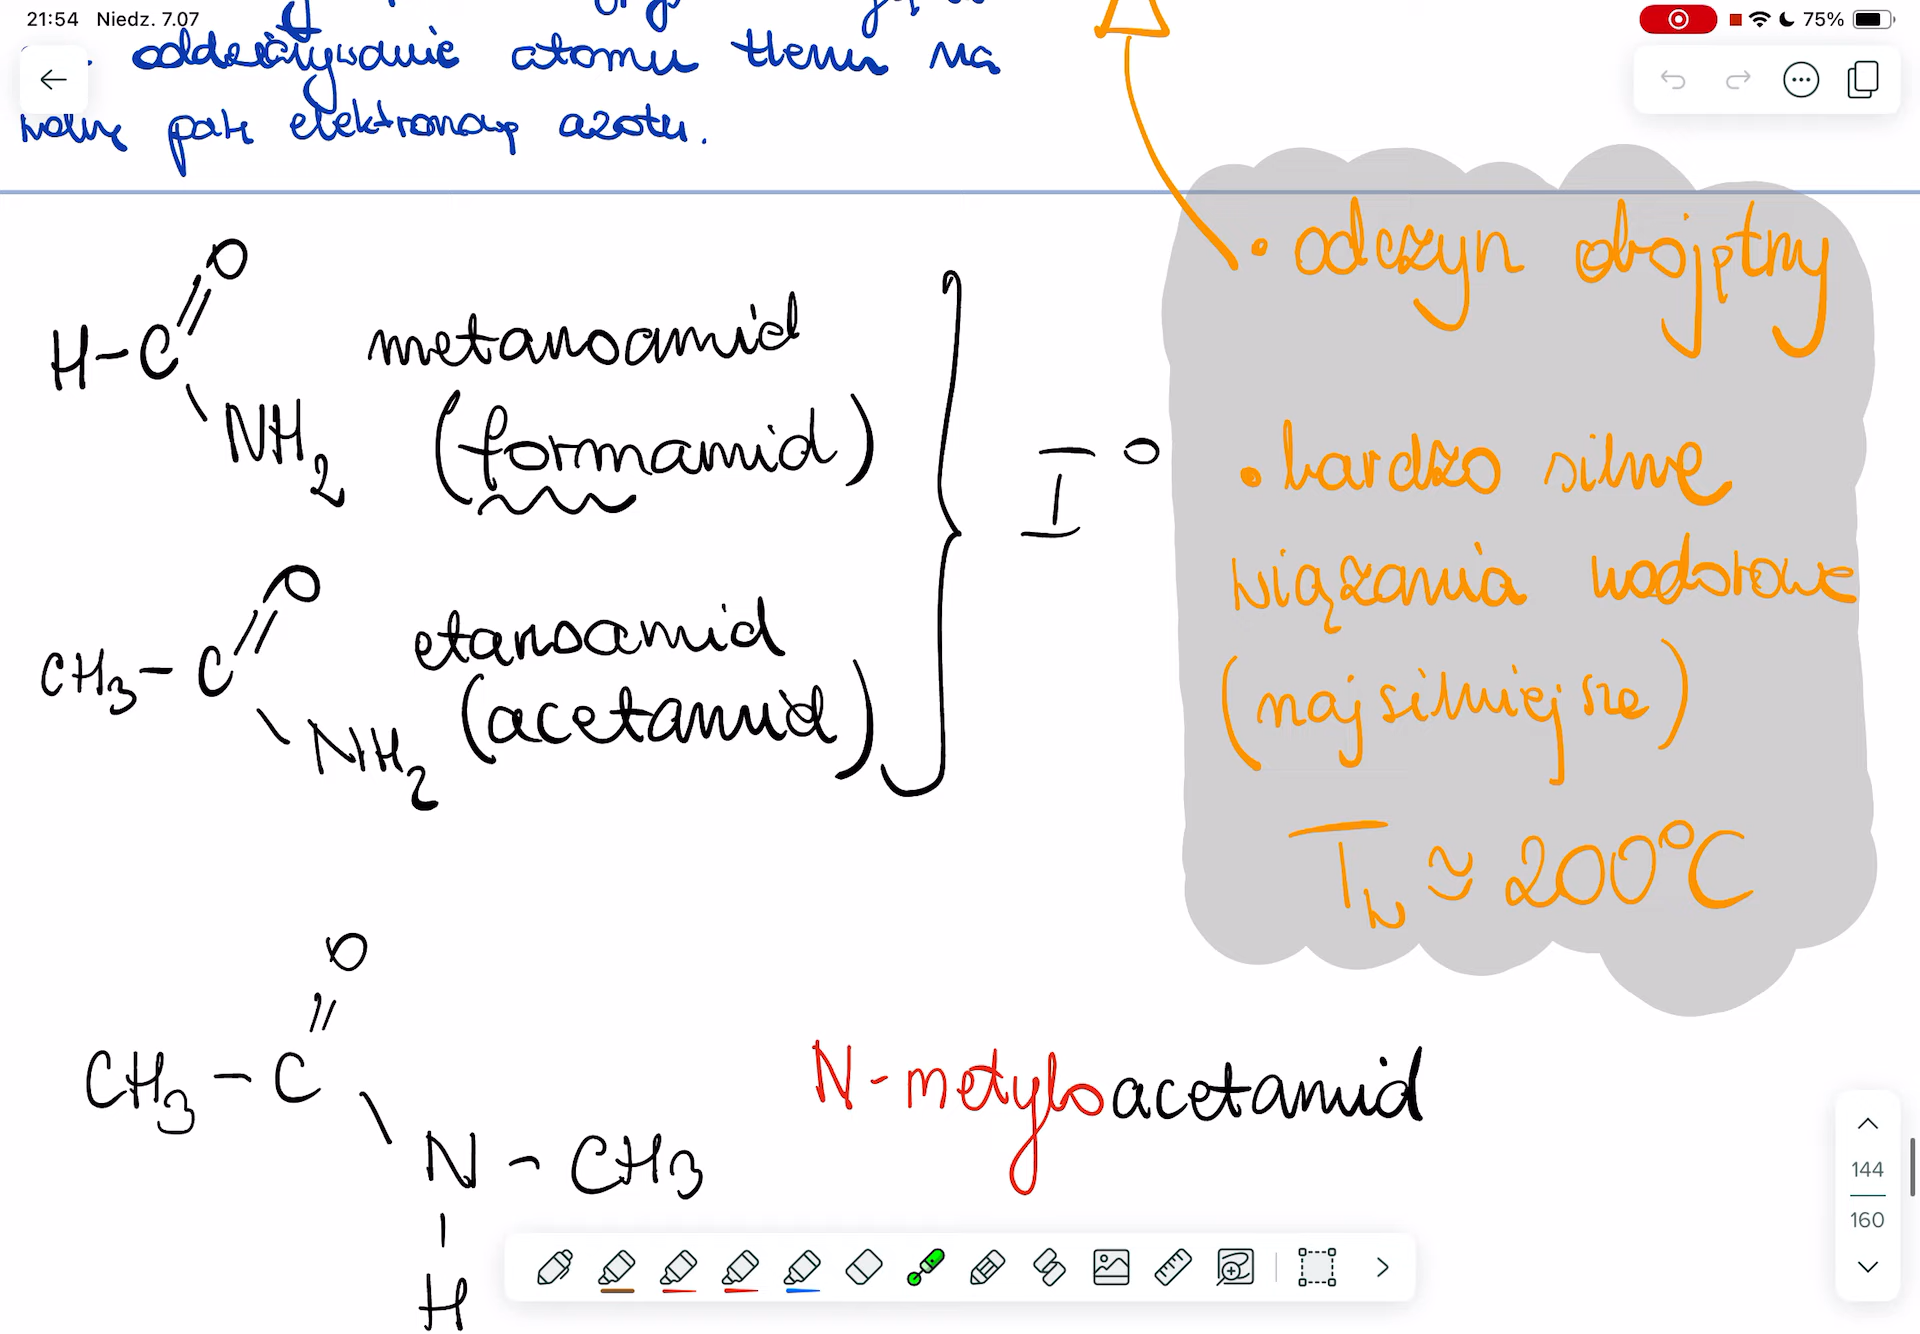 21:54 Niedz. 7.07
75%
oddziaływanie atomu tlenu na
wolną parę elektronową azotu.
• odczyn obojętny
O
H-C
NH2
metanoamid
(formamid)
I°
• bardzo silne
wiązania wodorowe
(najsilniejsze)
Tw ≅ 200°C
O
CH3-C
NH2
etanoamid
(acetamid)
O
CH3-C
N-CH3
H
N-metyloacetamid
144
160